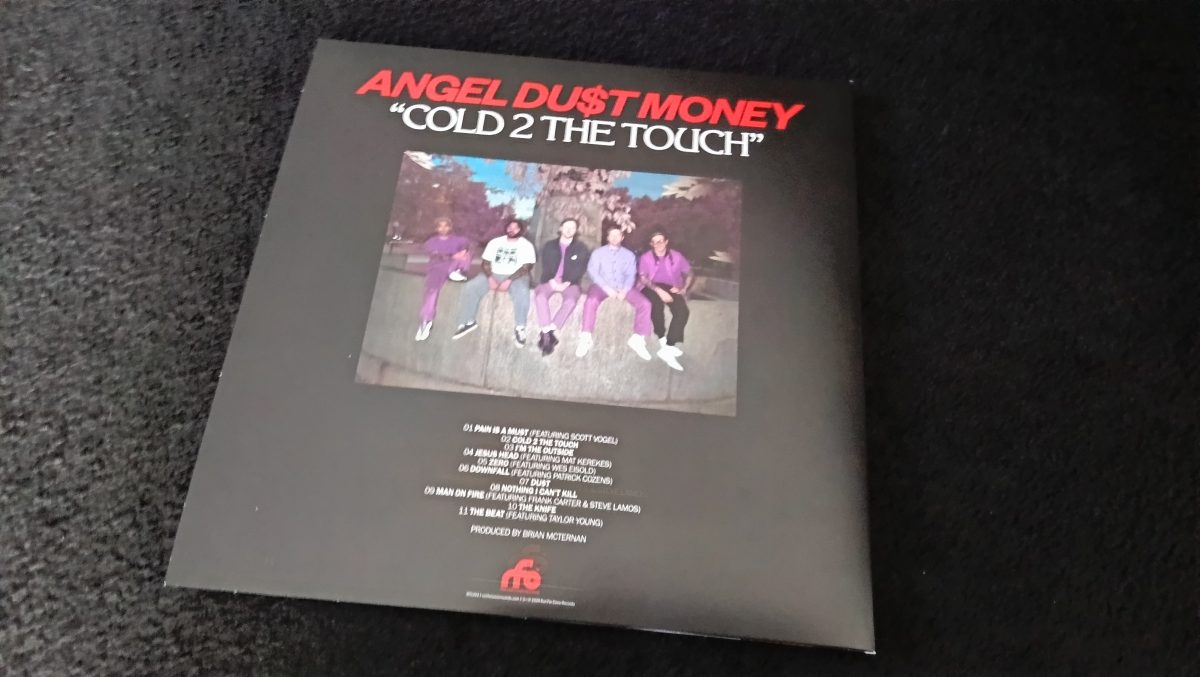 ANGEL DU$T MONEY
“COLD 2 THE TOUCH”
01 PAIN IS A MUST (FEATURING SCOTT VOGEL)
02 COLD 2 THE TOUCH
03 I'M THE OUTSIDE
04 JESUS HEAD (FEATURING MAT KEREKES)
05 ZERO (FEATURING WES EISOLD)
06 DOWNFALL (FEATURING PATRICK COZENS)
07 DUST
08 NOTHING I CAN'T KILL
09 MAN ON FIRE (FEATURING FRANK CARTER & STEVE LAMOS)
10 THE KNIFE
11 THE BEAT (FEATURING TAYLOR YOUNG)
PRODUCED BY BRIAN MCTERNAN
rfc